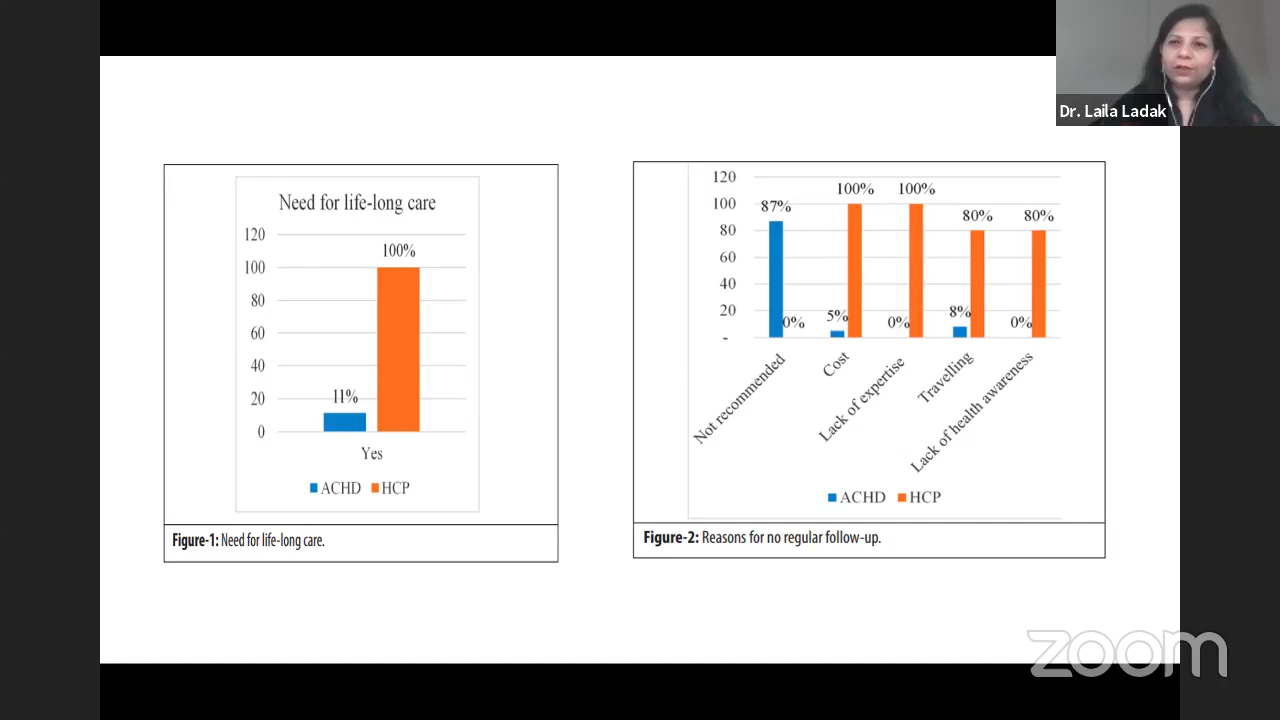 Dr. Laila Ladak
Need for life-long care
120
100
80
60
40
20
0
100%
11%
Yes
ACHD HCP
Figure-1: Need for life-long care.
120
100
80
60
40
20
-
87%
0%
5%
100%
0%
100%
8%
80%
0%
80%
Not recommended
Cost
Lack of expertise
Travelling
Lack of health awareness
ACHD HCP
Figure-2: Reasons for no regular follow-up.
zoom